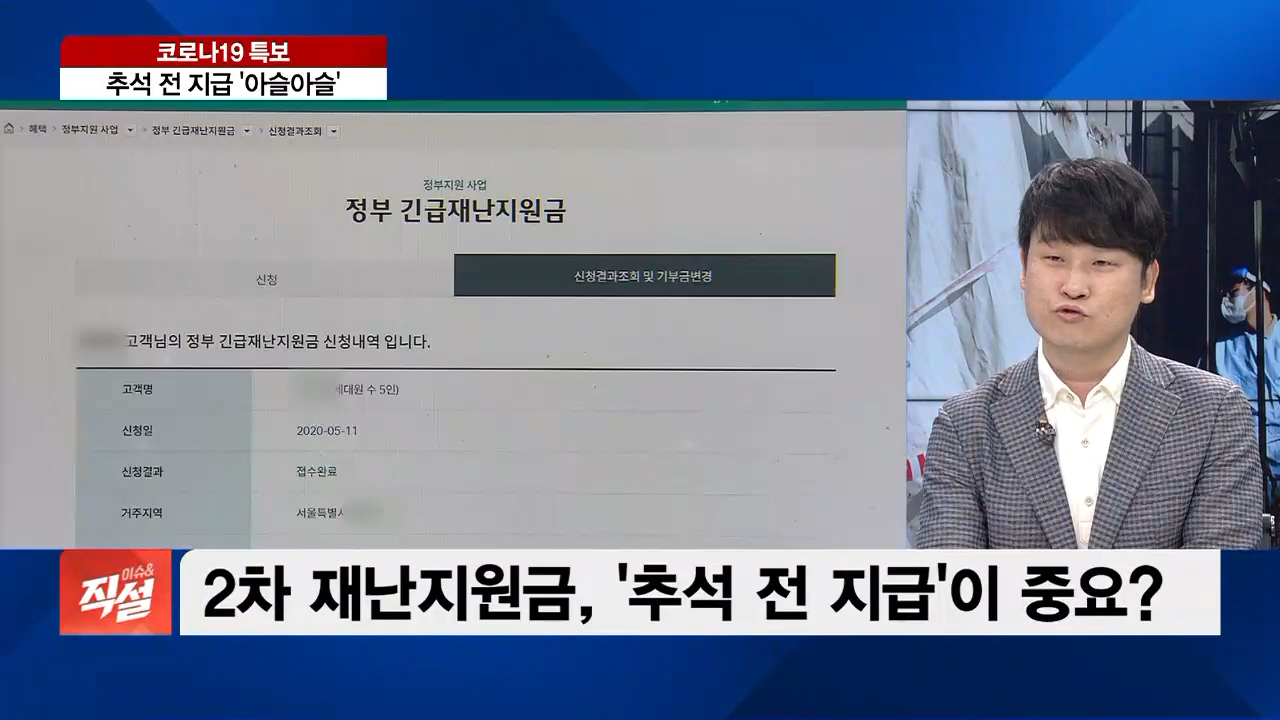 코로나19 특보
추석 전 지급 '아슬아슬'
혜택 > 정부지원 사업 > 정부 긴급재난지원금 > 신청결과조회
정부지원 사업
정부 긴급재난지원금
신청
신청결과조회 및 기부금변경
고객님의 정부 긴급재난지원금 신청내역 입니다.
고객명
세대원 수 5인)
신청일
2020-05-11
신청결과
접수완료
거주지역
서울특별시
이슈&
직설
2차 재난지원금, '추석 전 지급'이 중요?